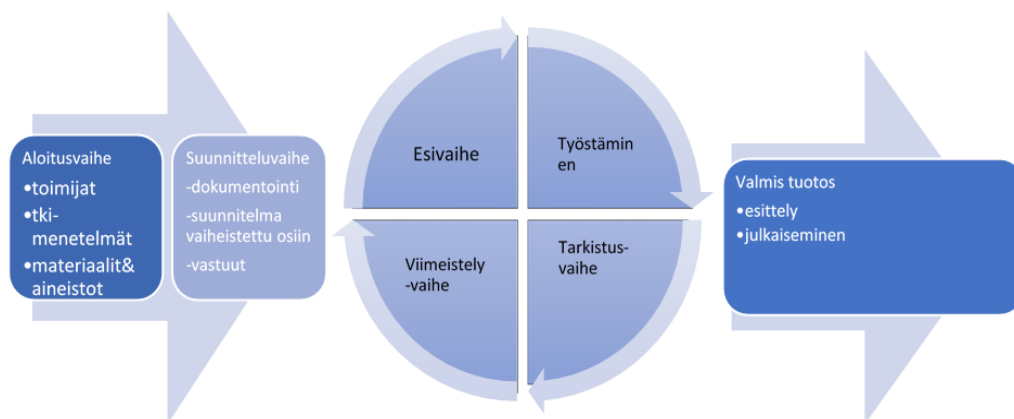 Aloitusvaihe
•toimijat
•tki-
menetelmät
•materiaalit&
aineistot
Suunnitteluvaihe
-dokumentointi
-suunnitelma
vaiheistettu osiin
-vastuut
Esivaihe
Työstämin
en
Tarkistus-
vaihe
Viimeistely
-vaihe
Valmis tuotos
•esittely
•julkaiseminen